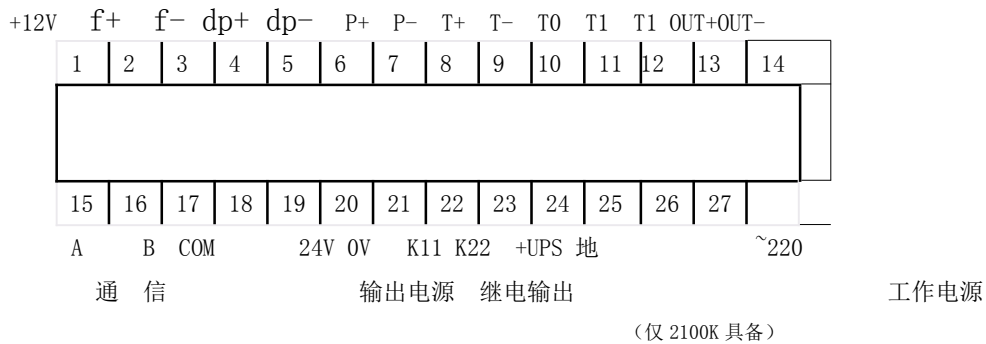 +12V f+ f- dp+ dp- P+ P- T+ T- T0 T1 T1 OUT+OUT-
1 2 3 4 5 6 7 8 9 10 11 12 13 14
15 16 17 18 19 20 21 22 23 24 25 26 27
A B COM 24V 0V K11 K22 +UPS 地 ~220
通 信 输出电源 继电输出 工作电源
（仅 2100K 具备）